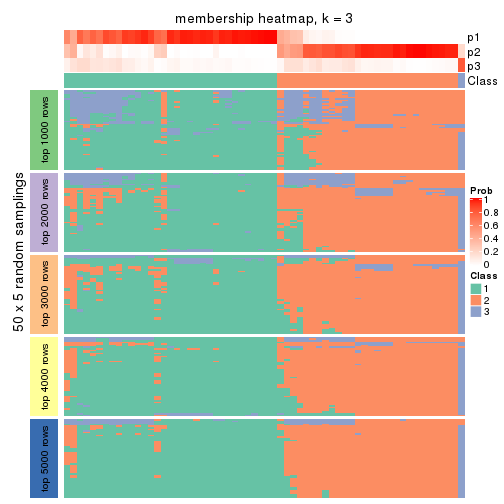 membership heatmap, k = 3
p1
p2
p3
Class
50 x 5 random samplings
top 1000 rows
top 2000 rows
top 3000 rows
top 4000 rows
top 5000 rows
Prob
1
0.8
0.6
0.4
0.2
0
Class
1
2
3